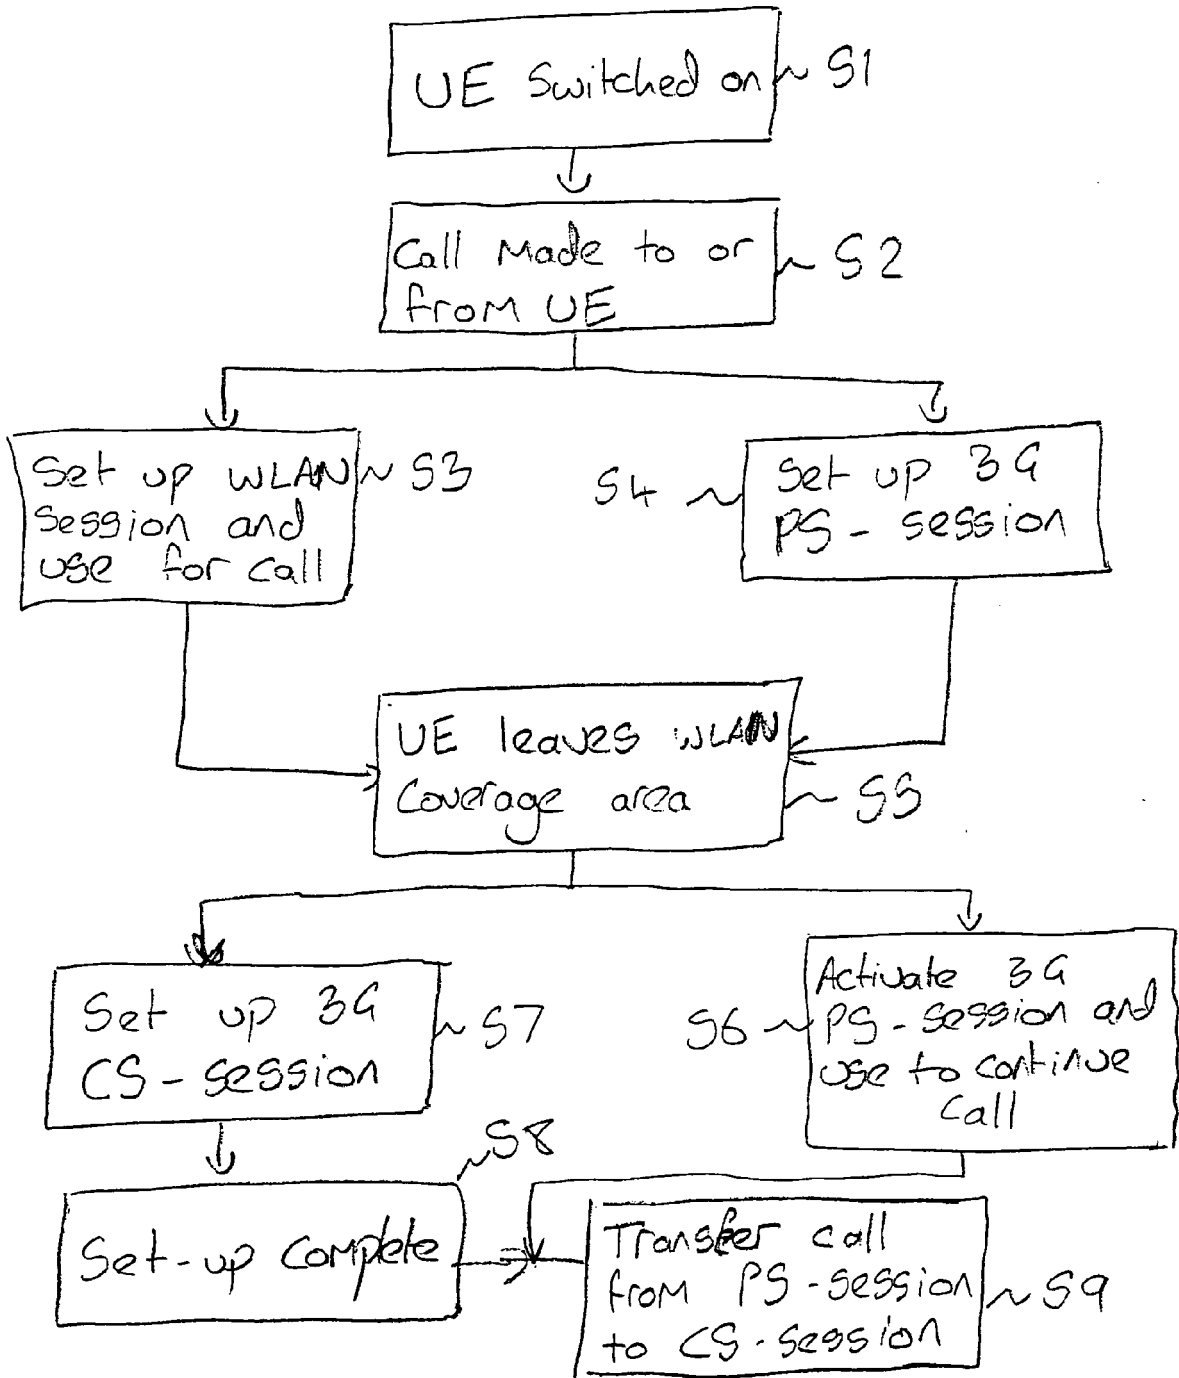 UE Switched on
S1
Call Made to or
from UE
S2
Set up WLAN
Session and
use for call
S3
S4
Set up 3G
PS - session
UE leaves WLAN
Coverage area
S5
Set up 3G
CS - session
S7
S6
Activate 3G
PS - session and
use to continue
Call
S8
Set - up Complete
Transfer call
from PS - session
to CS - session
S9